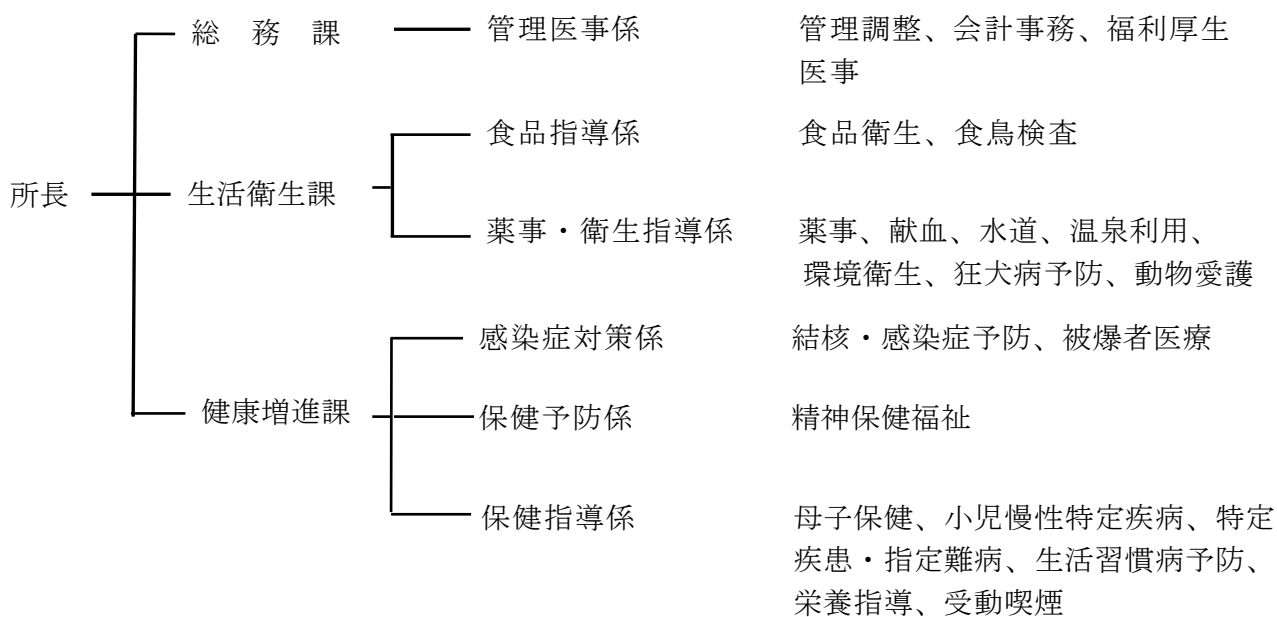 総　務　課　管理医事係　管理調整、会計事務、福利厚生
医事
食品指導係　食品衛生、食鳥検査
所長　生活衛生課
薬事・衛生指導係　薬事、献血、水道、温泉利用、
環境衛生、狂犬病予防、動物愛護
感染症対策係　結核・感染症予防、被爆者医療
健康増進課　保健予防係　精神保健福祉
保健指導係　母子保健、小児慢性特定疾病、特定
疾患・指定難病、生活習慣病予防、
栄養指導、受動喫煙